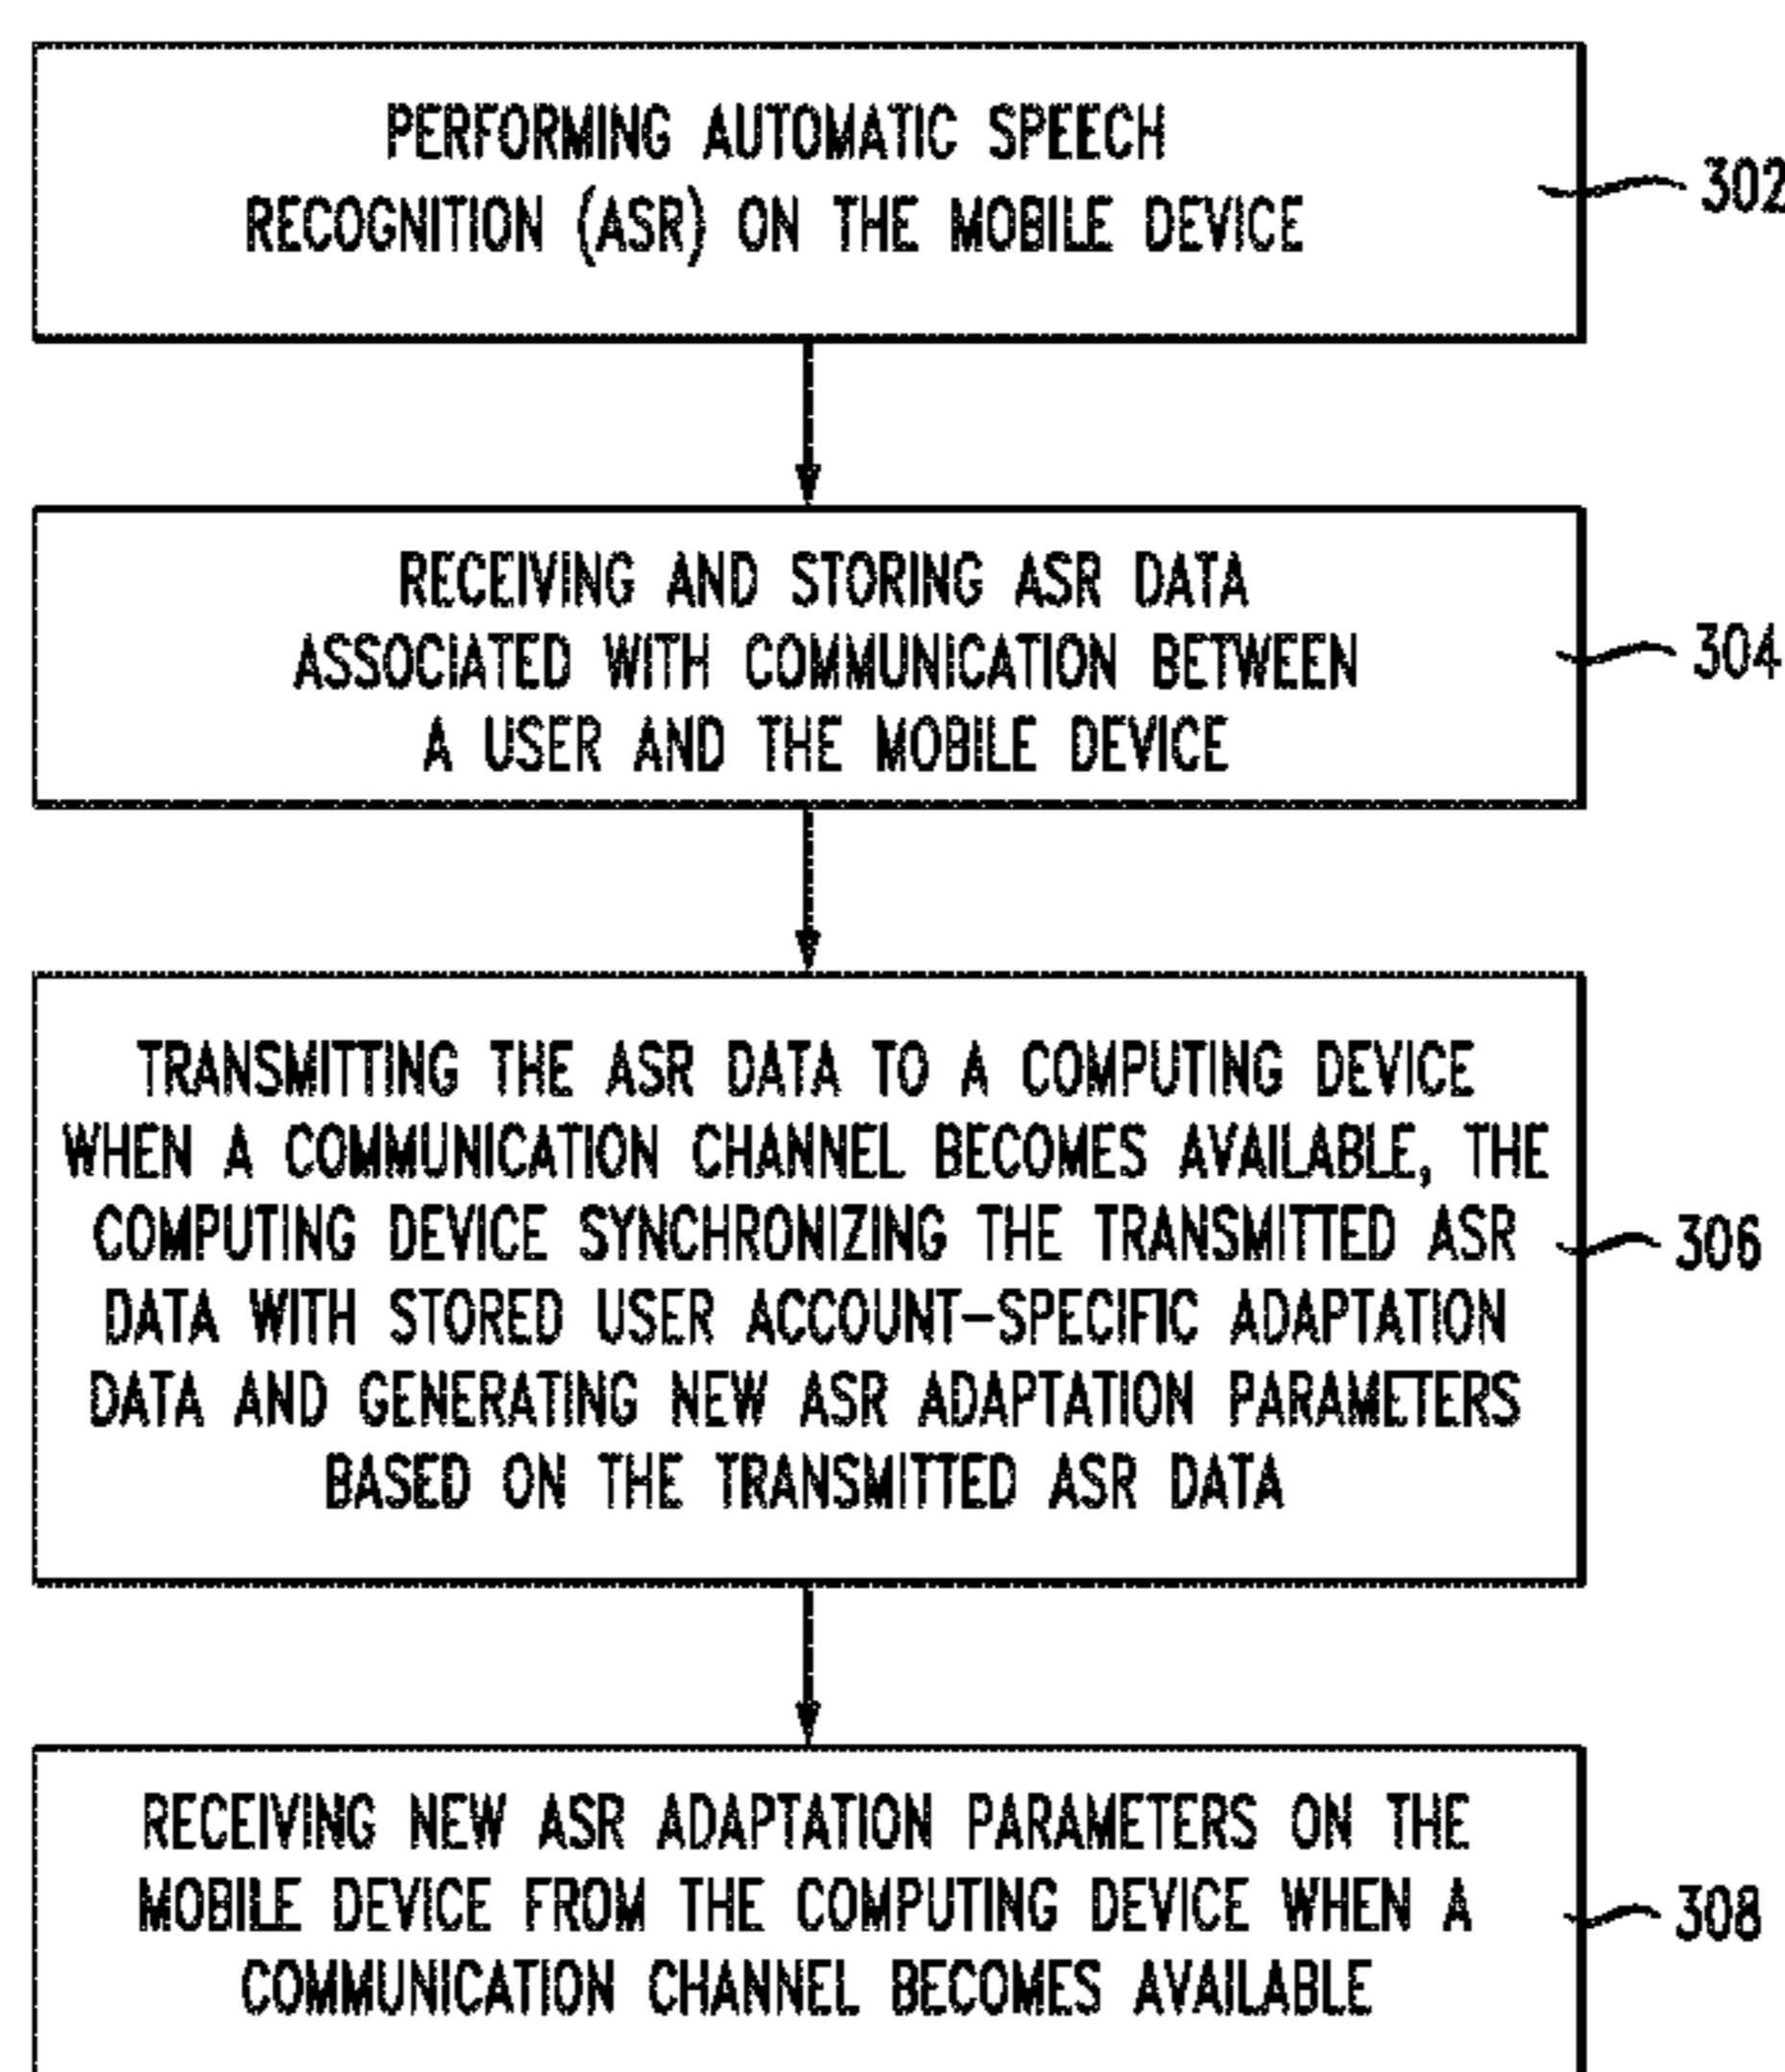 PERFORMING AUTOMATIC SPEECH
RECOGNITION (ASR) ON THE MOBILE DEVICE
302
RECEIVING AND STORING ASR DATA
ASSOCIATED WITH COMMUNICATION BETWEEN
A USER AND THE MOBILE DEVICE
304
TRANSMITTING THE ASR DATA TO A COMPUTING DEVICE
WHEN A COMMUNICATION CHANNEL BECOMES AVAILABLE, THE
COMPUTING DEVICE SYNCHRONIZING THE TRANSMITTED ASR
DATA WITH STORED USER ACCOUNT-SPECIFIC ADAPTATION
DATA AND GENERATING NEW ASR ADAPTATION PARAMETERS
BASED ON THE TRANSMITTED ASR DATA
306
RECEIVING NEW ASR ADAPTATION PARAMETERS ON THE
MOBILE DEVICE FROM THE COMPUTING DEVICE WHEN A
COMMUNICATION CHANNEL BECOMES AVAILABLE
308